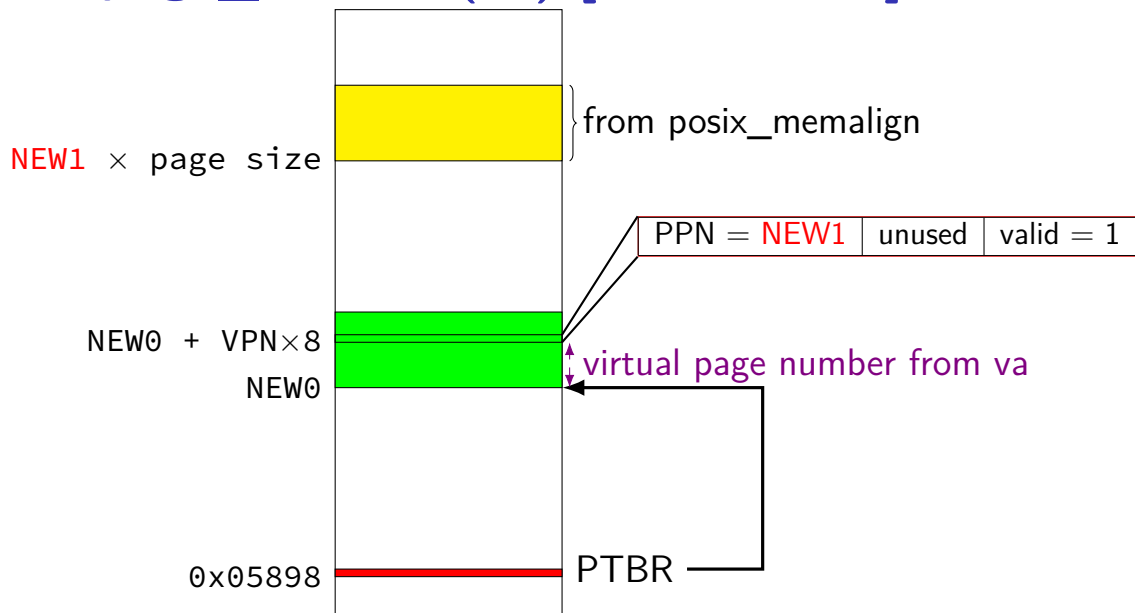 from posix_memalign
NEW1 × page size
PPN = NEW1 unused valid = 1
NEW0 + VPN×8
virtual page number from va
NEW0
PTBR
0x05898